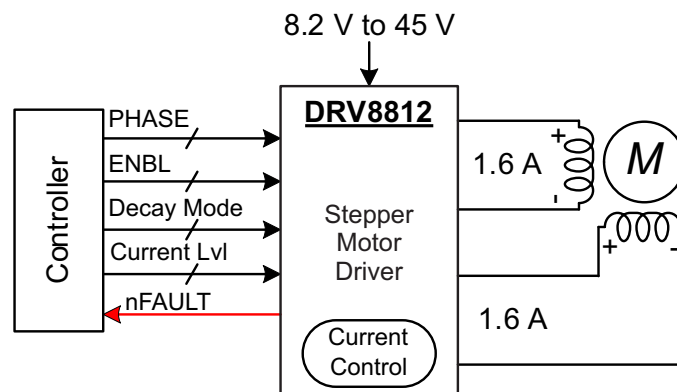 8.2 V to 45 V
DRV8812
Controller
PHASE
ENBL
Decay Mode
Current Lvl
nFAULT
Stepper
Motor
Driver
Current
Control
1.6 A
+
-
M
+
-
1.6 A